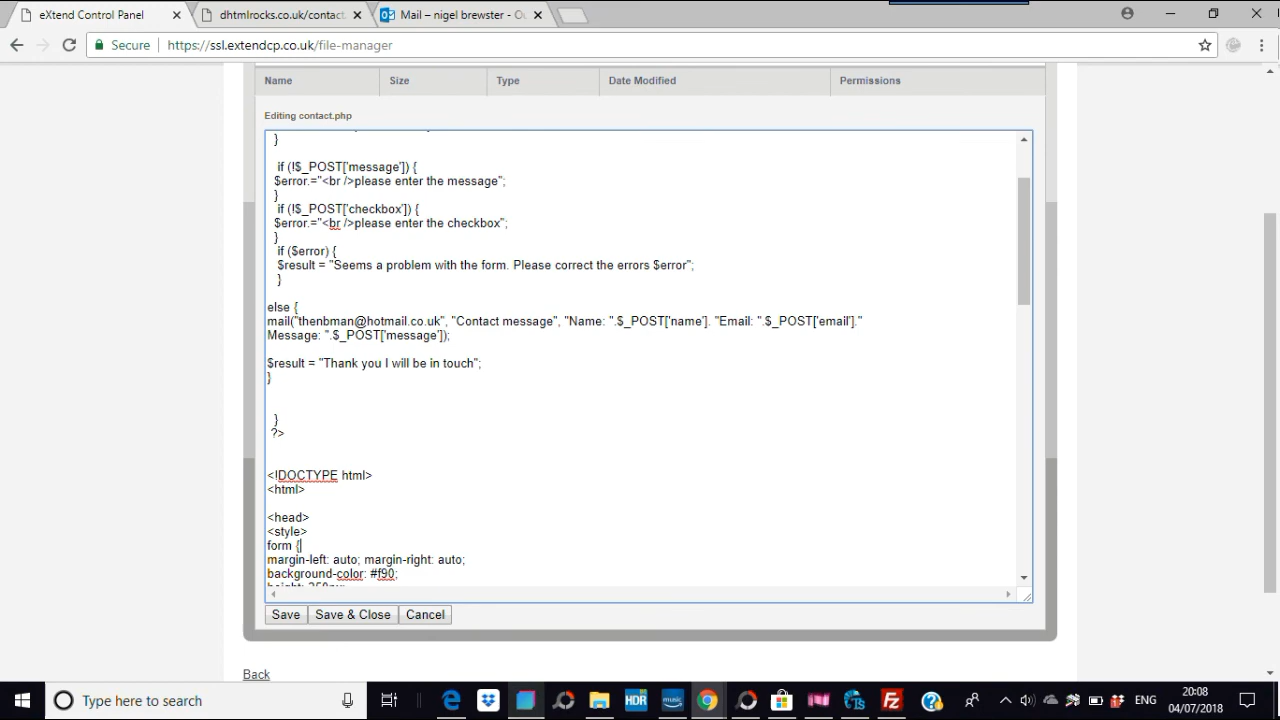 eXtend Control Panel
dhtmlrocks.co.uk/contact
Mail – nigel brewster - Ou
Secure
https://ssl.extendcp.co.uk/file-manager
Name Size Type Date Modified Permissions
Editing contact.php
}
if (!$_POST['message']) {
$error.="<br />please enter the message";
}
if (!$_POST['checkbox']) {
$error.="<br />please enter the checkbox";
}
if ($error) {
$result = "Seems a problem with the form. Please correct the errors $error";
}
else {
mail("thenbman@hotmail.co.uk", "Contact message", "Name: ".$_POST['name']. "Email: ".$_POST['email']."
Message: ".$_POST['message']);
$result = "Thank you I will be in touch";
}
}
?>
<!DOCTYPE html>
<html>
<head>
<style>
form {
margin-left: auto; margin-right: auto;
background-color: #f90;
Save Save & Close Cancel
Back
Type here to search
HDR
music
Ts
Fz
ENG
20:08
04/07/2018